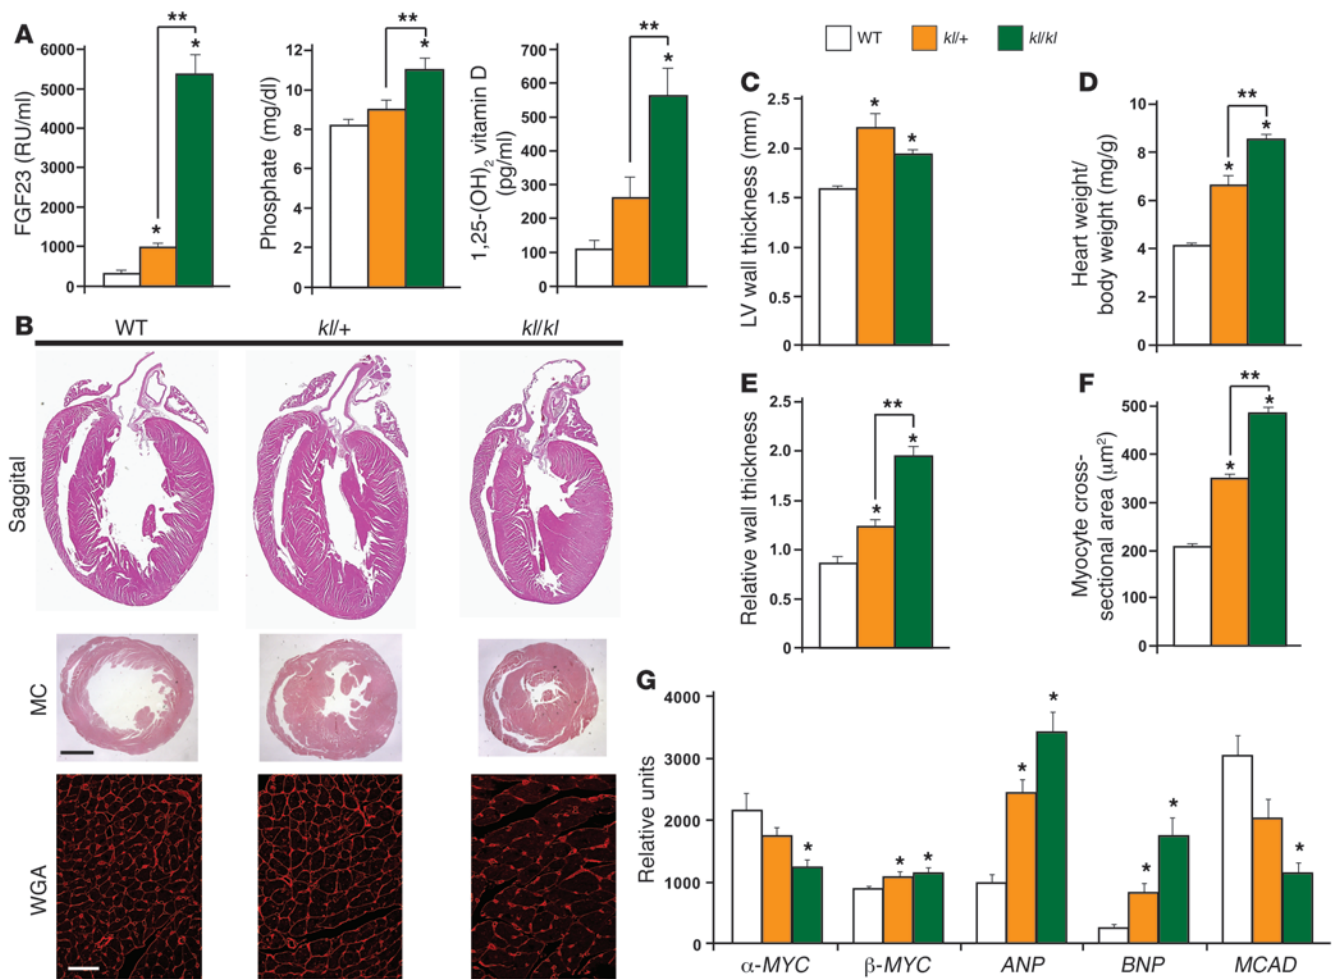 WT kl/+ kl/kl
A
** ** **
* * * *
FGF23 (RU/ml)
6000
5000
4000
3000
2000
1000
0
Phosphate (mg/dl)
12
10
8
6
4
2
0
1,25-(OH)₂ vitamin D
(pg/ml)
700
600
500
400
300
200
100
0
B
WT kl/+ kl/kl
Saggital
MC
WGA
C
LV wall thickness (mm)
2.5
2.0
1.5
1.0
0.5
0
* *
D
Heart weight/
body weight (mg/g)
10
8
6
4
2
0
**
* *
E
Relative wall thickness
2.5
2.0
1.5
1.0
0.5
0
**
* *
F
Myocyte cross-
sectional area (μm²)
500
400
300
200
100
0
**
* *
G
Relative units
4000
3000
2000
1000
0
* * * * * * * *
α-MYC β-MYC ANP BNP MCAD